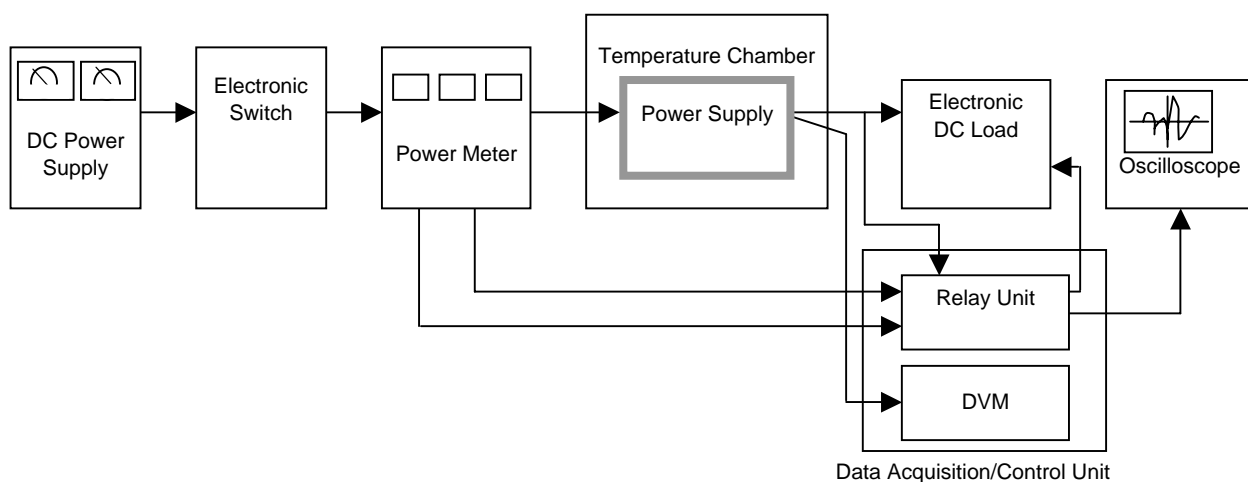 DC Power
Supply
Electronic
Switch
Power Meter
Temperature Chamber
Power Supply
Electronic
DC Load
Oscilloscope
Relay Unit
DVM
Data Acquisition/Control Unit